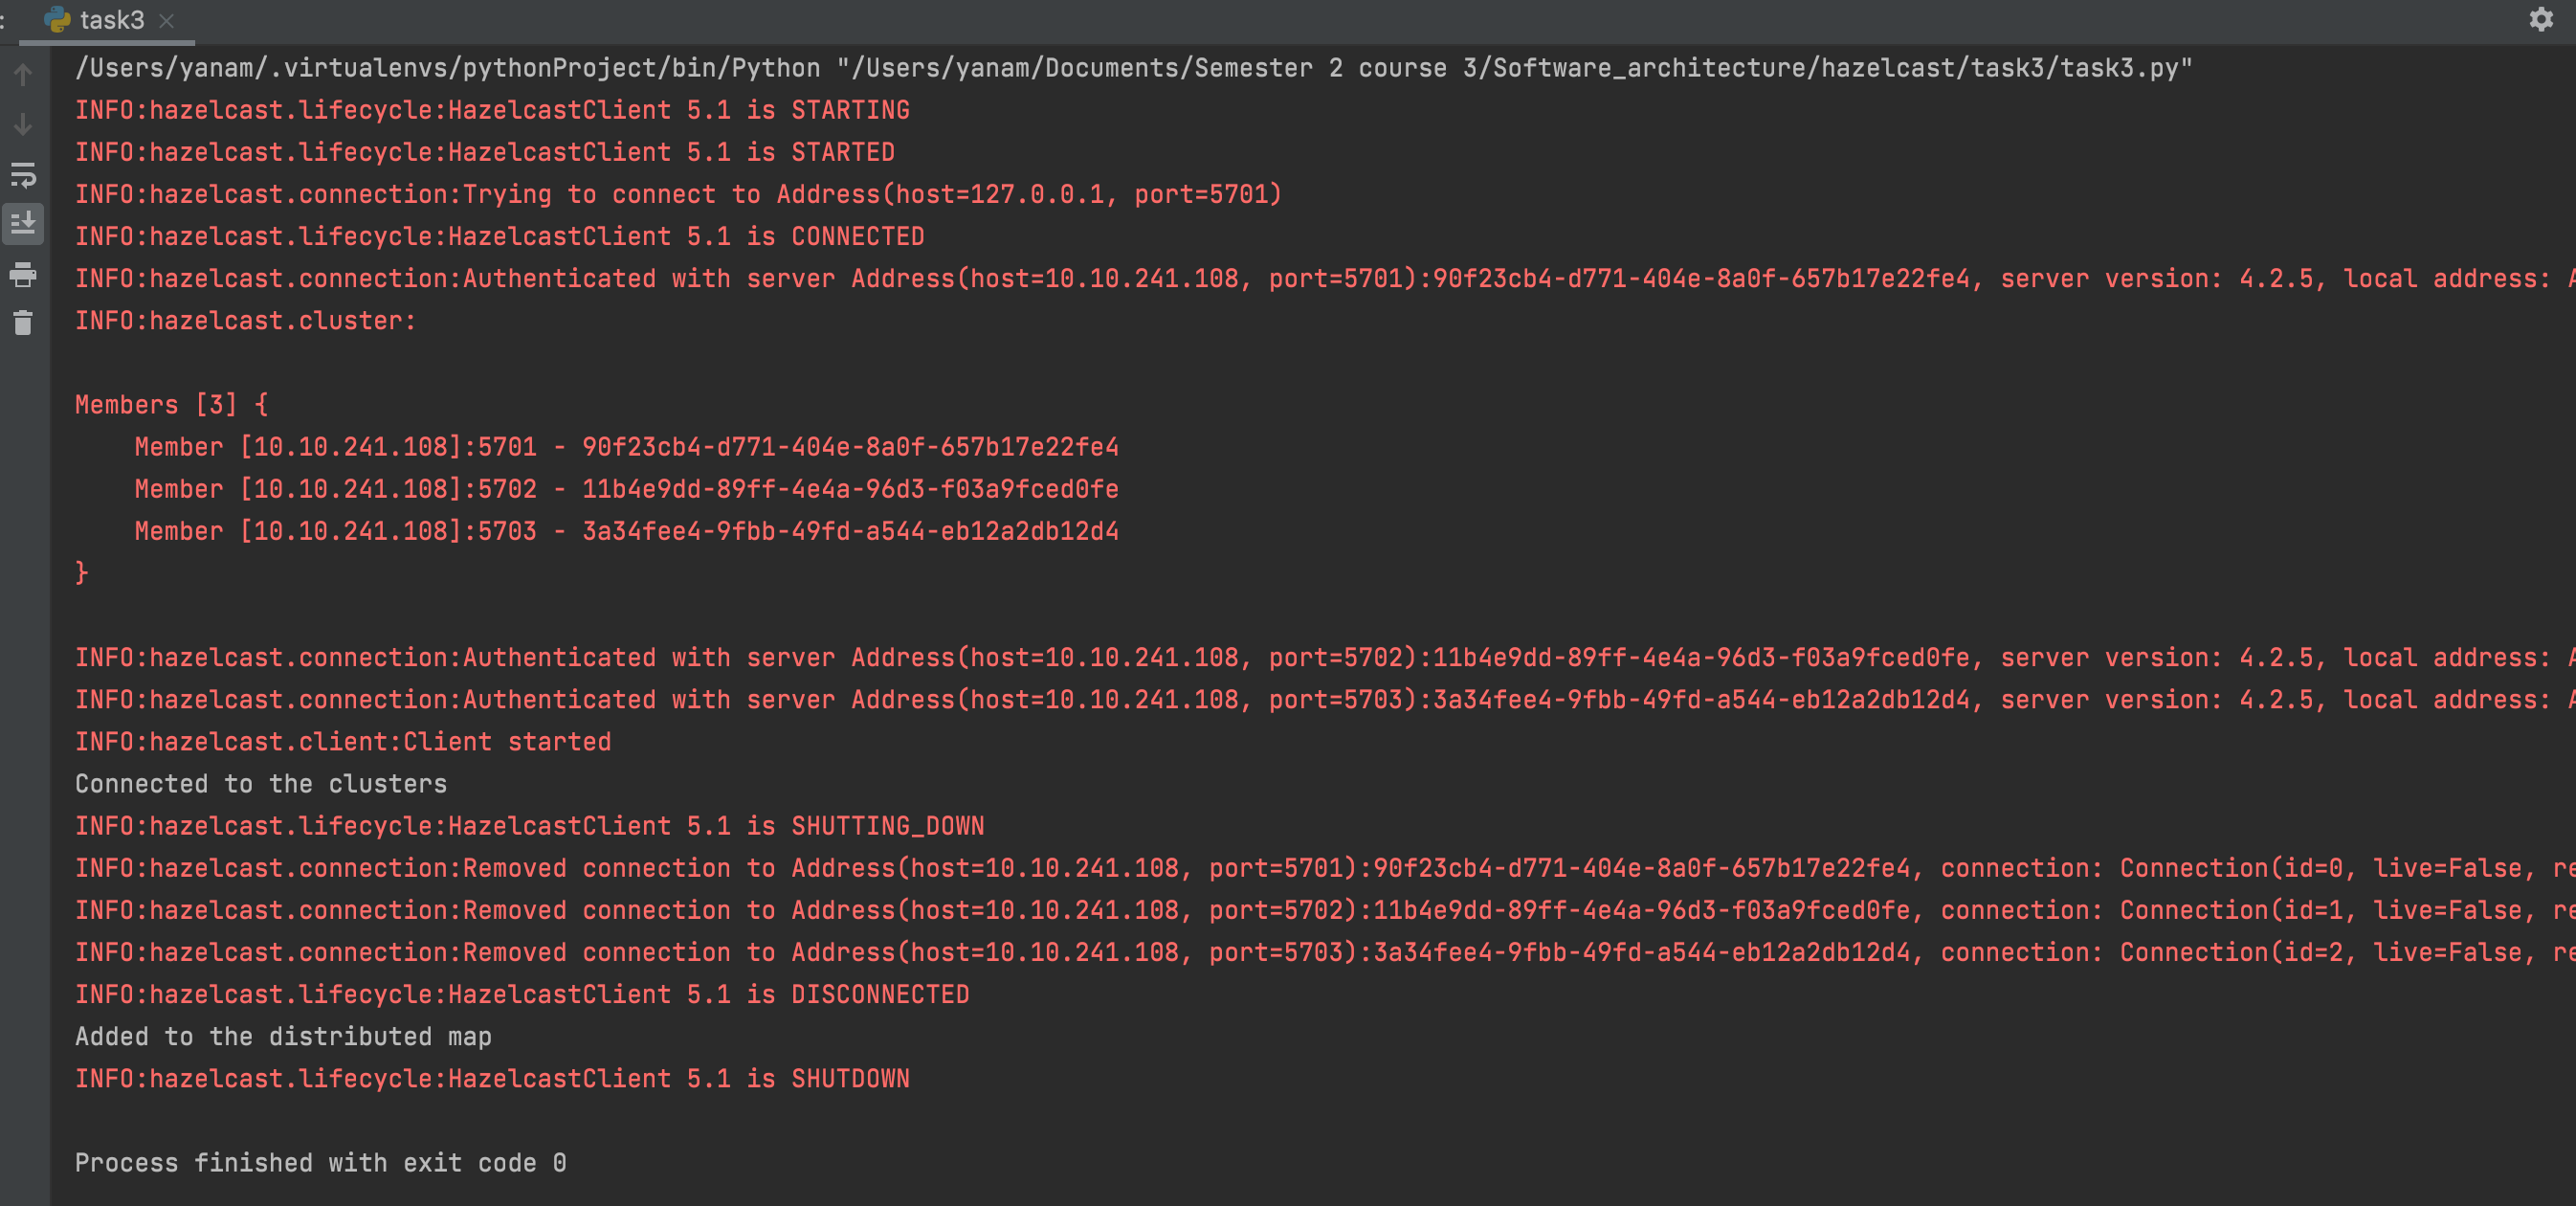 task3
/Users/yanam/.virtualenvs/pythonProject/bin/Python "/Users/yanam/Documents/Semester 2 course 3/Software_architecture/hazelcast/task3/task3.py"
INFO:hazelcast.lifecycle:HazelcastClient 5.1 is STARTING
INFO:hazelcast.lifecycle:HazelcastClient 5.1 is STARTED
INFO:hazelcast.connection:Trying to connect to Address(host=127.0.0.1, port=5701)
INFO:hazelcast.lifecycle:HazelcastClient 5.1 is CONNECTED
INFO:hazelcast.connection:Authenticated with server Address(host=10.10.241.108, port=5701):90f23cb4-d771-404e-8a0f-657b17e22fe4, server version: 4.2.5, local address:
INFO:hazelcast.cluster:
Members [3] {
Member [10.10.241.108]:5701 - 90f23cb4-d771-404e-8a0f-657b17e22fe4
Member [10.10.241.108]:5702 - 11b4e9dd-89ff-4e4a-96d3-f03a9fced0fe
Member [10.10.241.108]:5703 - 3a34fee4-9fbb-49fd-a544-eb12a2db12d4
}
INFO:hazelcast.connection:Authenticated with server Address(host=10.10.241.108, port=5702):11b4e9dd-89ff-4e4a-96d3-f03a9fced0fe, server version: 4.2.5, local address:
INFO:hazelcast.connection:Authenticated with server Address(host=10.10.241.108, port=5703):3a34fee4-9fbb-49fd-a544-eb12a2db12d4, server version: 4.2.5, local address:
INFO:hazelcast.client:Client started
Connected to the clusters
INFO:hazelcast.lifecycle:HazelcastClient 5.1 is SHUTTING_DOWN
INFO:hazelcast.connection:Removed connection to Address(host=10.10.241.108, port=5701):90f23cb4-d771-404e-8a0f-657b17e22fe4, connection: Connection(id=0, live=False, re
INFO:hazelcast.connection:Removed connection to Address(host=10.10.241.108, port=5702):11b4e9dd-89ff-4e4a-96d3-f03a9fced0fe, connection: Connection(id=1, live=False, re
INFO:hazelcast.connection:Removed connection to Address(host=10.10.241.108, port=5703):3a34fee4-9fbb-49fd-a544-eb12a2db12d4, connection: Connection(id=2, live=False, re
INFO:hazelcast.lifecycle:HazelcastClient 5.1 is DISCONNECTED
Added to the distributed map
INFO:hazelcast.lifecycle:HazelcastClient 5.1 is SHUTDOWN
Process finished with exit code 0